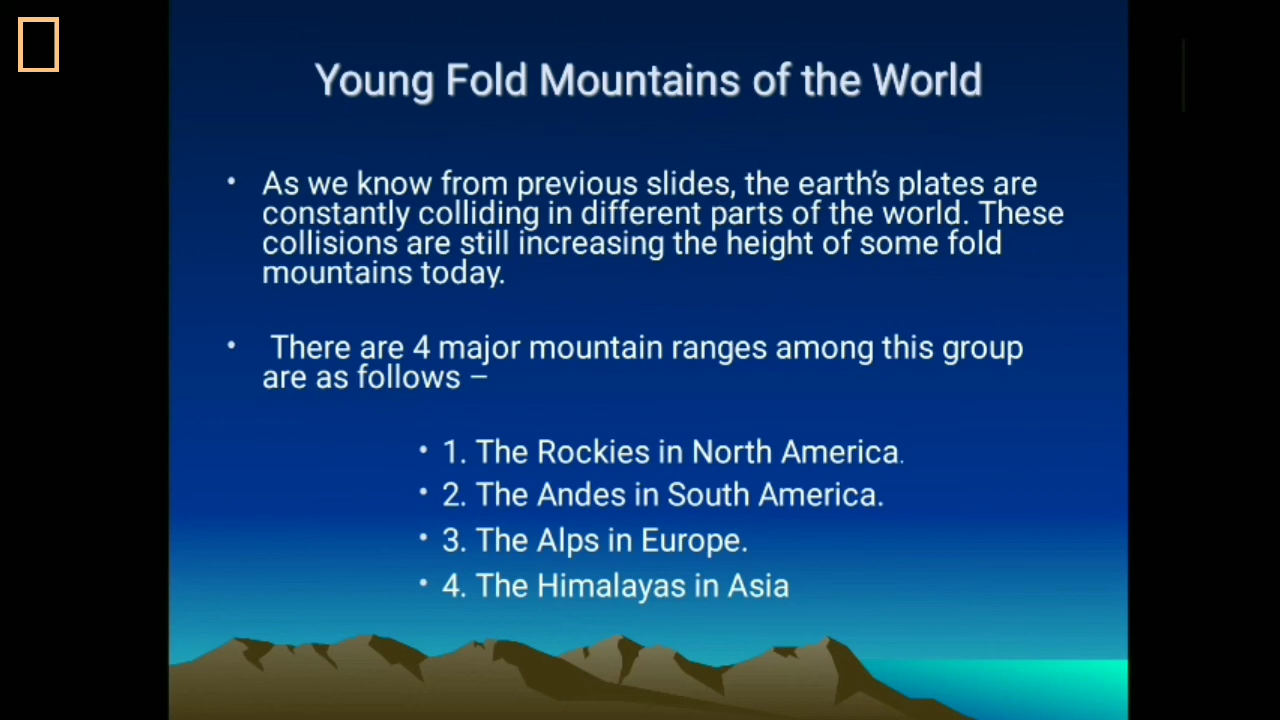 Young Fold Mountains of the World
• As we know from previous slides, the earth's plates are
constantly colliding in different parts of the world. These
collisions are still increasing the height of some fold
mountains today.
• There are 4 major mountain ranges among this group
are as follows –
• 1. The Rockies in North America.
• 2. The Andes in South America.
• 3. The Alps in Europe.
• 4. The Himalayas in Asia